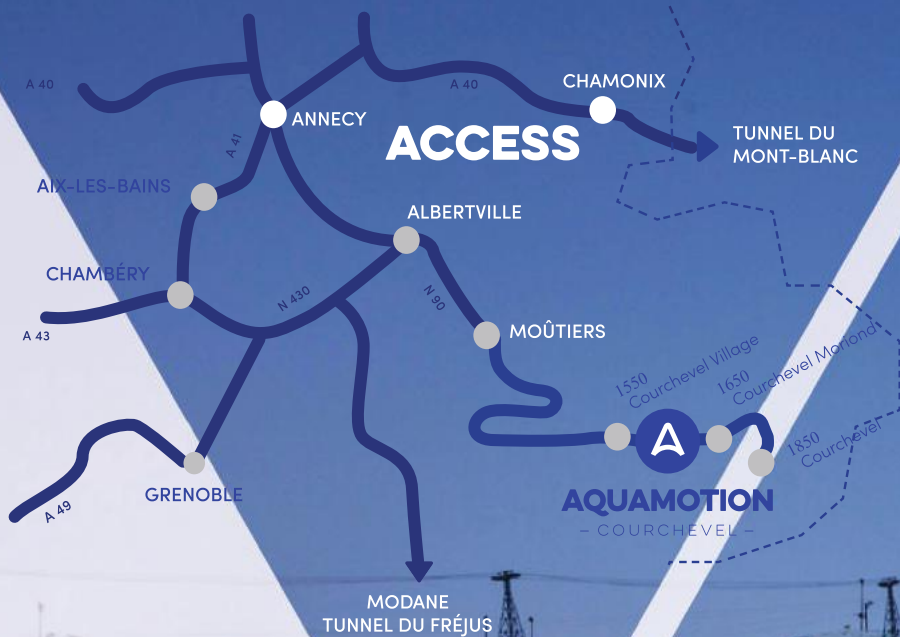 A 40
A 40
CHAMONIX
ANNECY
ACCESS
TUNNEL DU
MONT-BLANC
A 41
AIX-LES-BAINS
ALBERTVILLE
CHAMBÉRY
N 430
N 90
A 43
MOÛTIERS
1550
Courchevel Village
1650
Courchevel Moriond
1850
Courchevel
GRENOBLE
A 49
AQUAMOTION
– COURCHEVEL –
MODANE
TUNNEL DU FRÉJUS